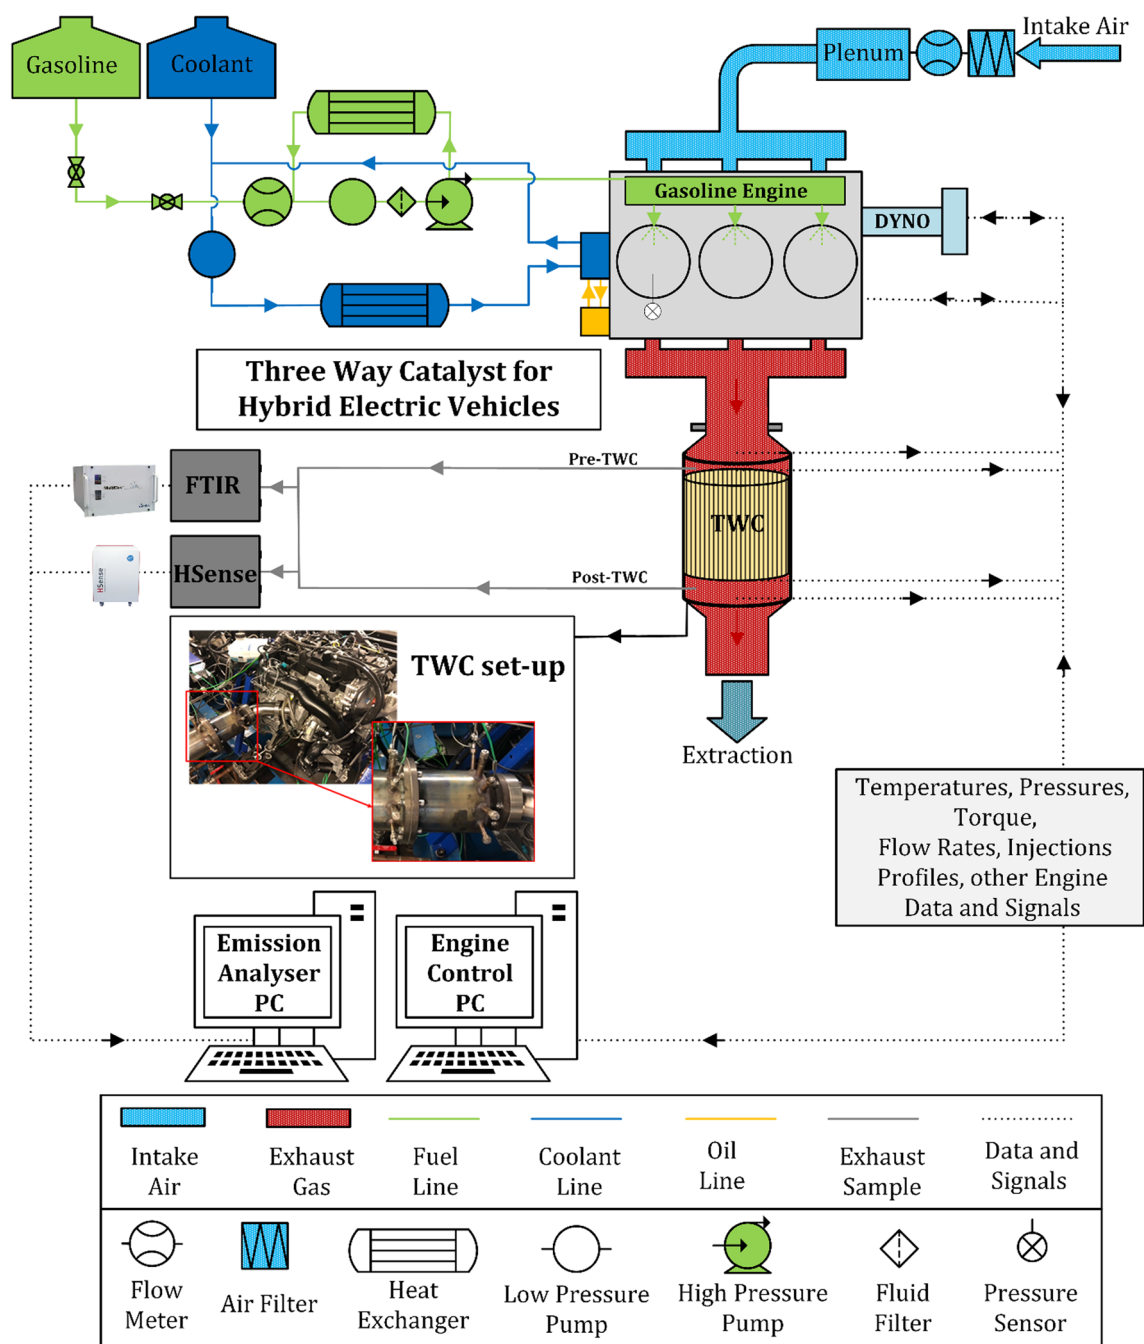 Intake Air
Gasoline
Coolant
Plenum
Gasoline Engine
DYNO
Three Way Catalyst for
Hybrid Electric Vehicles
Pre-TWC
FTIR
TWC
HSense
HSense
Post-TWC
TWC set-up
Extraction
Temperatures, Pressures,
Torque,
Flow Rates, Injections
Profiles, other Engine
Data and Signals
Emission
Analyser
PC
Engine
Control
PC
Intake
Air
Exhaust
Gas
Fuel
Line
Coolant
Line
Oil
Line
Exhaust
Sample
Data and
Signals
Flow
Meter
Air Filter
Heat
Exchanger
Low Pressure
Pump
High Pressure
Pump
Fluid
Filter
Pressure
Sensor